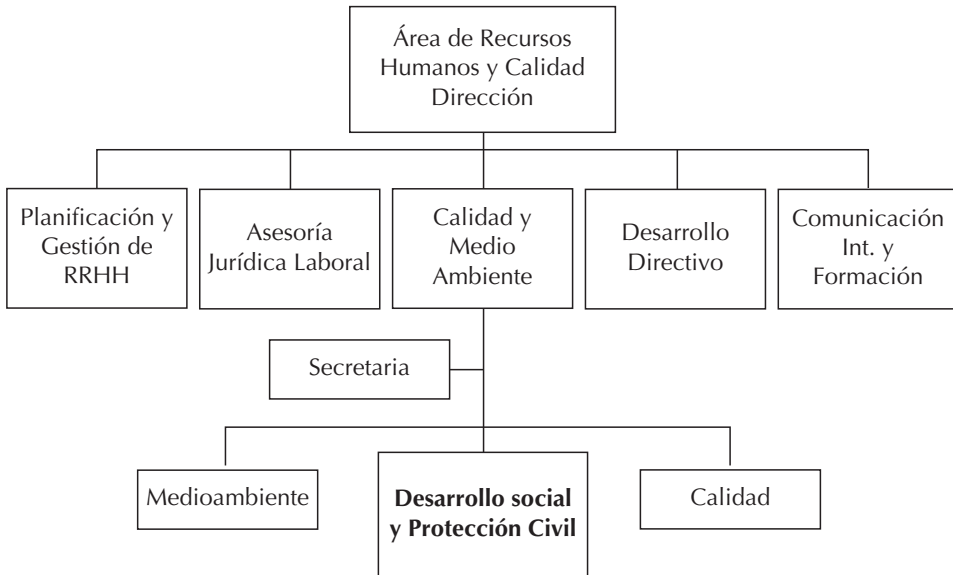 Área de Recursos
Humanos y Calidad
Dirección
Planificación y
Gestión de
RRHH
Asesoría
Jurídica Laboral
Calidad y
Medio
Ambiente
Desarrollo
Directivo
Comunicación
Int. y
Formación
Secretaria
Medioambiente
Desarrollo social
y Protección Civil
Calidad